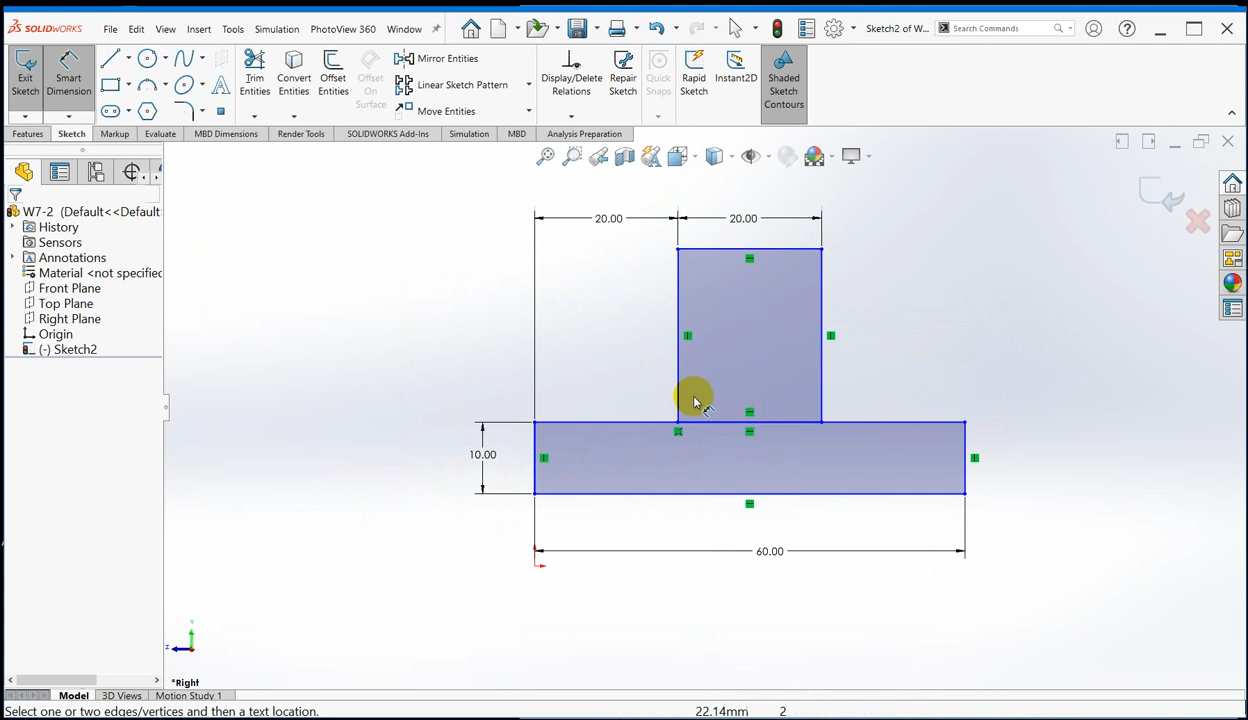 SOLIDWORKS File Edit View Insert Tools Simulation PhotoView 360 Window Sketch2 of W... Search Commands
Exit Sketch
Smart Dimension
Trim Entities
Convert Entities
Offset Entities
Offset On Surface
Mirror Entities
Linear Sketch Pattern
Move Entities
Display/Delete Relations
Repair Sketch
Quick Snaps
Rapid Sketch
Instant2D
Shaded Sketch Contours
Features Sketch Markup Evaluate MBD Dimensions Render Tools SOLIDWORKS Add-Ins Simulation MBD Analysis Preparation
W7-2 (Default<<Default
History
Sensors
Annotations
Material <not specified
Front Plane
Top Plane
Right Plane
Origin
(-) Sketch2
20.00 20.00
10.00
60.00
*Right
Model 3D Views Motion Study 1
Select one or two edges/vertices and then a text location. 22.14mm 2